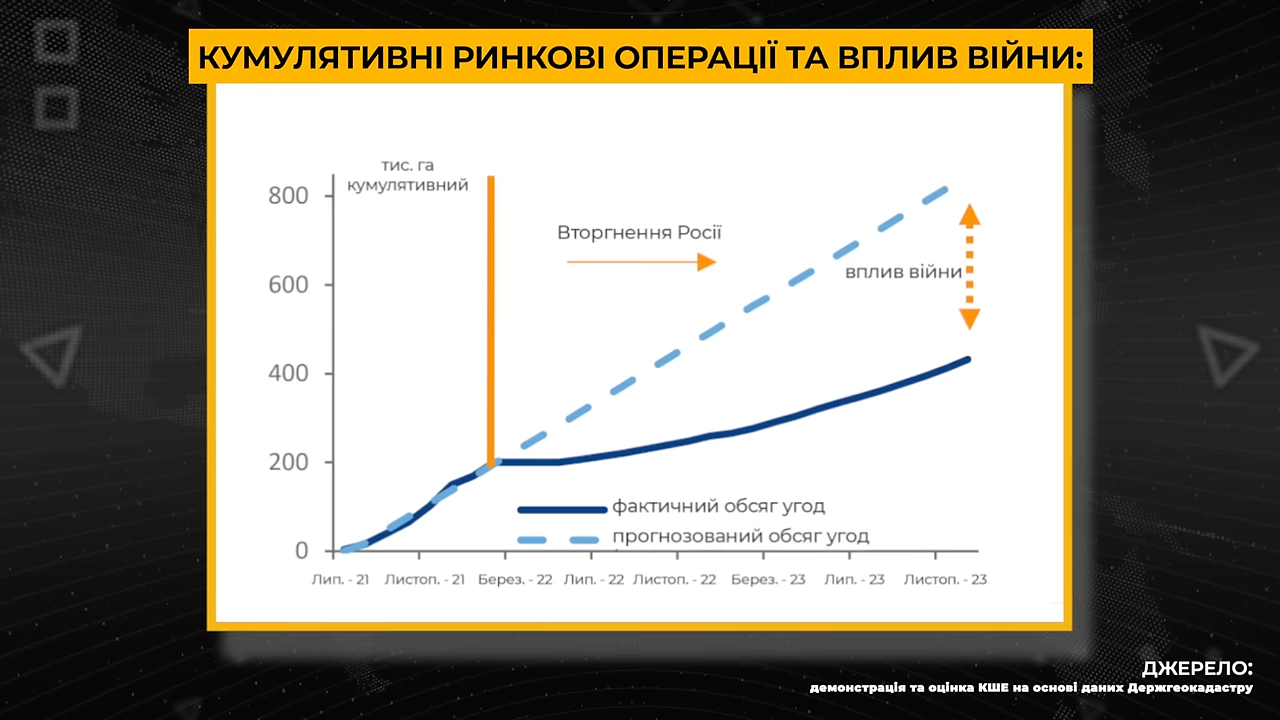 КУМУЛЯТИВНІ РИНКОВІ ОПЕРАЦІЇ ТА ВПЛИВ ВІЙНИ:
тис. га
кумулятивний
800
600
400
200
0
Вторгнення Росії
вплив війни
фактичний обсяг угод
прогнозований обсяг угод
Лип. - 21 Листоп. - 21 Берез. - 22 Лип. - 22 Листоп. - 22 Берез. - 23 Лип. - 23 Листоп. - 23
ДЖЕРЕЛО:
демонстрація та оцінка КШЕ на основі даних Держгеокадастру